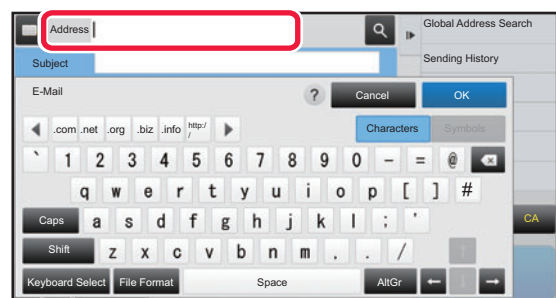 Address
Global Address Search
Subject
Sending History
E-Mail
?
Cancel
OK
.com .net .org .biz .info http://
Characters
Symbols
` 1 2 3 4 5 6 7 8 9 0 - = @
q w e r t y u i o p [ ] #
Caps a s d f g h j k l ; '
CA
Shift z x c v b n m . . /
Keyboard Select File Format Space AltGr ← ↓ →